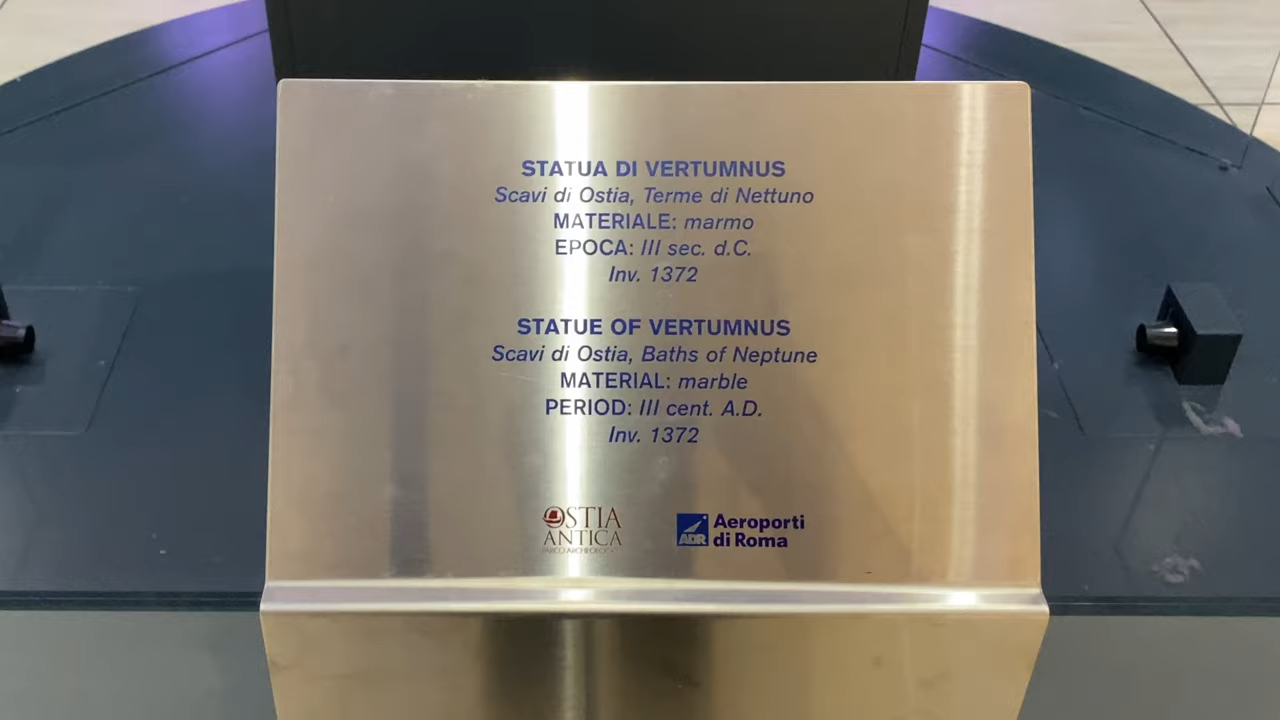 STATUA DI VERTUMNUS
Scavi di Ostia, Terme di Nettuno
MATERIALE: marmo
EPOCA: III sec. d.C.
Inv. 1372
STATUE OF VERTUMNUS
Scavi di Ostia, Baths of Neptune
MATERIAL: marble
PERIOD: III cent. A.D.
Inv. 1372
OSTIA
ANTICA
PARCO ARCHEOLOGICO
ADR
Aeroporti
di Roma